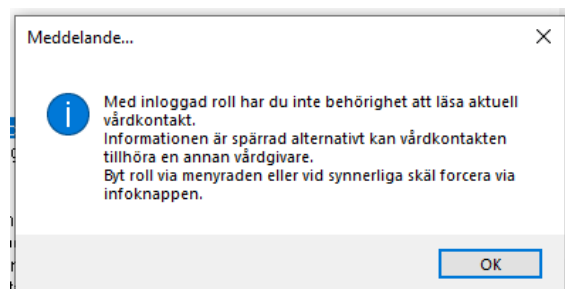 Meddelande...
Med inloggad roll har du inte behörighet att läsa aktuell
vårdkontakt.
Informationen är spärrad alternativt kan vårdkontakten
tillhöra en annan vårdgivare.
Byt roll via menyraden eller vid synnerliga skäl forcera via
infoknappen.
OK